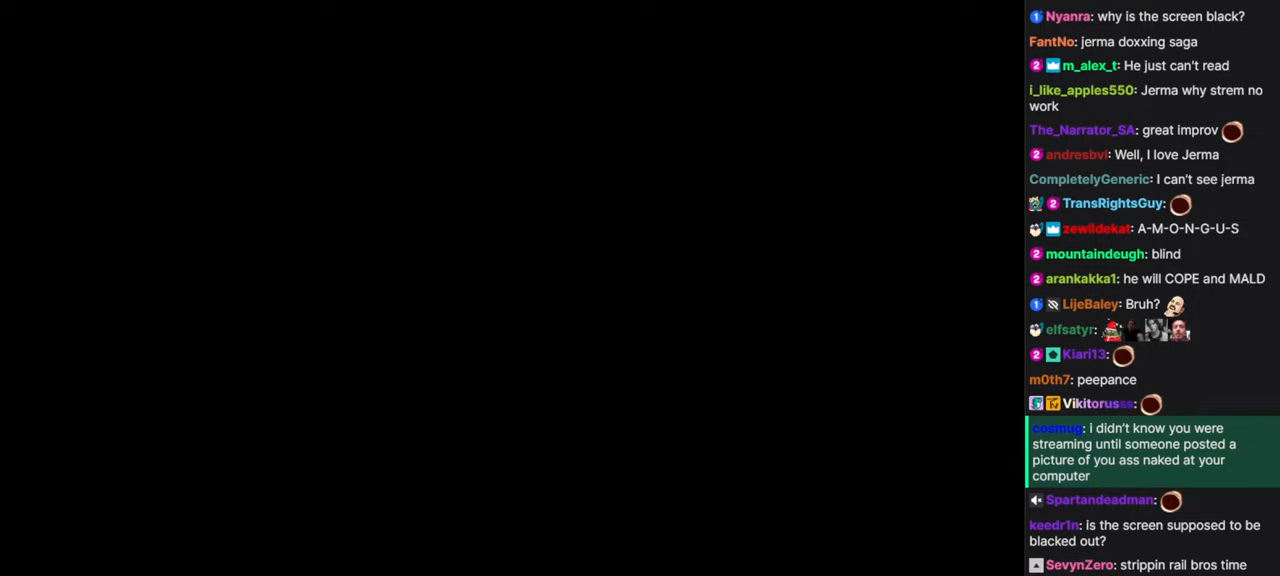 Nyanra: why is the screen black?
FantNo: jerma doxxing saga
m_alex_t: He just can't read
i_like_apples550: Jerma why strem no
work
The_Narrator_SA: great improv
andresbvl: Well, I love Jerma
CompletelyGeneric: I can't see jerma
TransRightsGuy:
zewildekat: A-M-O-N-G-U-S
mountaindeugh: blind
arankakka1: he will COPE and MALD
LijeBaley: Bruh?
elfsatyr:
Kiari13:
m0th7: peepance
Vikitorusss:
cosmug: i didn't know you were
streaming until someone posted a
picture of you ass naked at your
computer
Spartandeadman:
keedr1n: is the screen supposed to be
blacked out?
SevynZero: strippin rail bros time